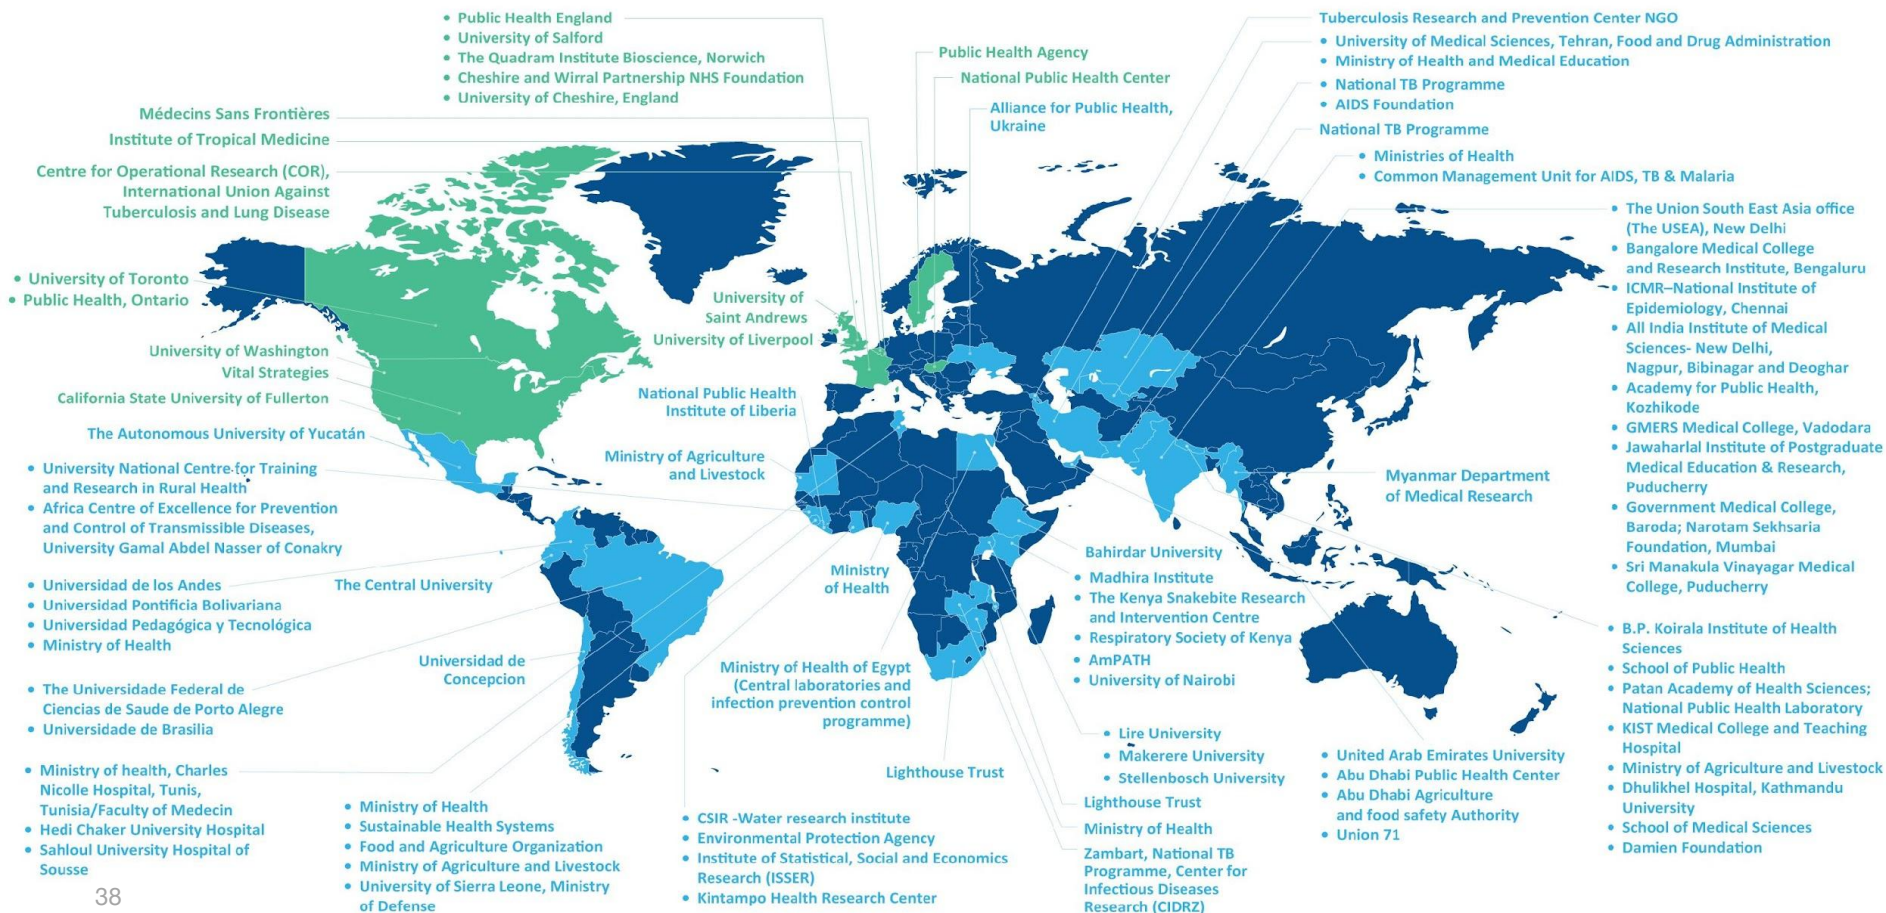 • Public Health England
• University of Salford
• The Quadram Institute Bioscience, Norwich
• Cheshire and Wirral Partnership NHS Foundation
• University of Cheshire, England
Médecins Sans Frontières
Institute of Tropical Medicine
Centre for Operational Research (COR),
International Union Against
Tuberculosis and Lung Disease
• University of Toronto
• Public Health, Ontario
University of Washington
Vital Strategies
California State University of Fullerton
The Autonomous University of Yucatán
• University National Centre for Training
and Research in Rural Health
• Africa Centre of Excellence for Prevention
and Control of Transmissible Diseases,
University Gamal Abdel Nasser of Conakry
• Universidad de los Andes
• Universidad Pontificia Bolivariana
• Universidad Pedagógica y Tecnológica
• Ministry of Health
• The Universidade Federal de
Ciencias de Saude de Porto Alegre
• Universidade de Brasilia
• Ministry of health, Charles
Nicolle Hospital, Tunis,
Tunisia/Faculty of Medecin
• Hedi Chaker University Hospital
• Sahloul University Hospital of
Sousse
38
The Central University
Universidad de
Concepcion
• Ministry of Health
• Sustainable Health Systems
• Food and Agriculture Organization
• Ministry of Agriculture and Livestock
• University of Sierra Leone, Ministry
of Defense
Public Health Agency
National Public Health Center
Alliance for Public Health,
Ukraine
University of
Saint Andrews
University of Liverpool
National Public Health
Institute of Liberia
Ministry of Agriculture
and Livestock
Ministry
of Health
Ministry of Health of Egypt
(Central laboratories and
infection prevention control
programme)
Lighthouse Trust
• CSIR -Water research institute
• Environmental Protection Agency
• Institute of Statistical, Social and Economics
Research (ISSER)
• Kintampo Health Research Center
Bahirdar University
• Madhira Institute
• The Kenya Snakebite Research
and Intervention Centre
• Respiratory Society of Kenya
• AmPATH
• University of Nairobi
• Lire University
• Makerere University
• Stellenbosch University
Lighthouse Trust
Ministry of Health
Zambart, National TB
Programme, Center for
Infectious Diseases
Research (CIDRZ)
Tuberculosis Research and Prevention Center NGO
• University of Medical Sciences, Tehran, Food and Drug Administration
• Ministry of Health and Medical Education
• National TB Programme
• AIDS Foundation
National TB Programme
• Ministries of Health
• Common Management Unit for AIDS, TB & Malaria
• The Union South East Asia office
(The USEA), New Delhi
• Bangalore Medical College
and Research Institute, Bengaluru
• ICMR–National Institute of
Epidemiology, Chennai
• All India Institute of Medical
Sciences- New Delhi,
Nagpur, Bibinagar and Deoghar
• Academy for Public Health,
Kozhikode
• GMERS Medical College, Vadodara
• Jawaharlal Institute of Postgraduate
Medical Education & Research,
Puducherry
• Government Medical College,
Baroda; Narotam Sekhsaria
Foundation, Mumbai
• Sri Manakula Vinayagar Medical
College, Puducherry
Myanmar Department
of Medical Research
• United Arab Emirates University
• Abu Dhabi Public Health Center
• Abu Dhabi Agriculture
and food safety Authority
• Union 71
• B.P. Koirala Institute of Health
Sciences
• School of Public Health
• Patan Academy of Health Sciences;
National Public Health Laboratory
• KIST Medical College and Teaching
Hospital
• Ministry of Agriculture and Livestock
• Dhulikhel Hospital, Kathmandu
University
• School of Medical Sciences
• Damien Foundation